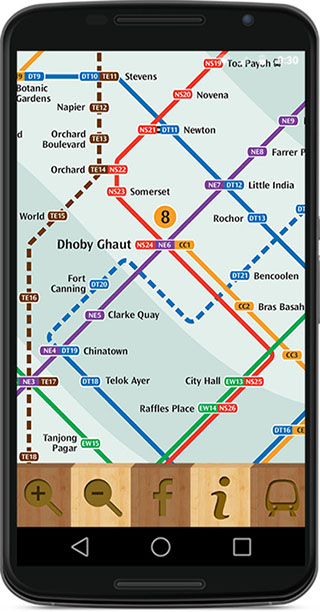 NS19 Toa Payoh
DT9 DT10 TE11 Stevens
Botanic
Gardens
NS20 Novena
Napier TE12
NE9
NS21 DT11 Newton
Orchard
Boulevard TE13
NE8 Farrer P
Orchard TE14 NS22
NE7 DT12 Little India
NS23 Somerset
8
World TE15
Rochor DT13
Dhoby Ghaut NS24 NE6 CC1
Fort
Canning DT20
DT21 Bencoolen
TE16
CC2 Bras Basah
NE5 Clarke Quay
NE4 DT19 Chinatown
CC3
NE3 TE17
DT18 Telok Ayer
City Hall EW13 NS25
Raffles Place EW14 NS26
Tanjong
Pagar EW15
DT16 CE
TE18
f i